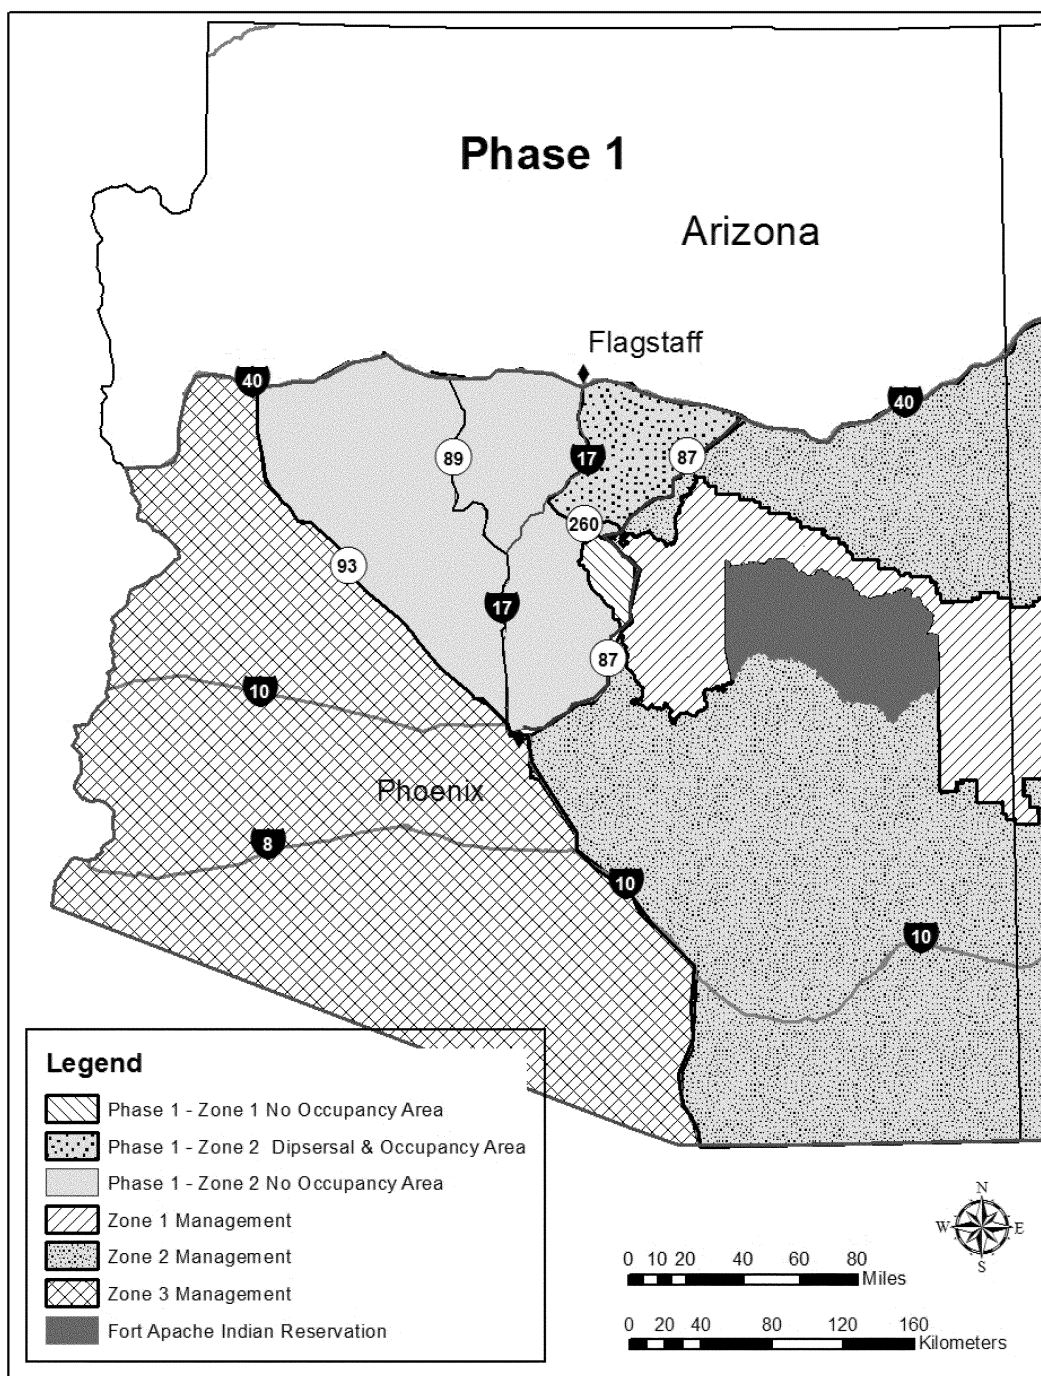 Phase 1
Arizona
Flagstaff
40
40
89
17
87
260
93
17
87
10
Phoenix
8
10
10
Legend
Phase 1 - Zone 1 No Occupancy Area
Phase 1 - Zone 2 Dipsersal & Occupancy Area
Phase 1 - Zone 2 No Occupancy Area
Zone 1 Management
Zone 2 Management
Zone 3 Management
Fort Apache Indian Reservation
N
W E
S
0 10 20 40 60 80
Miles
0 20 40 80 120 160
Kilometers